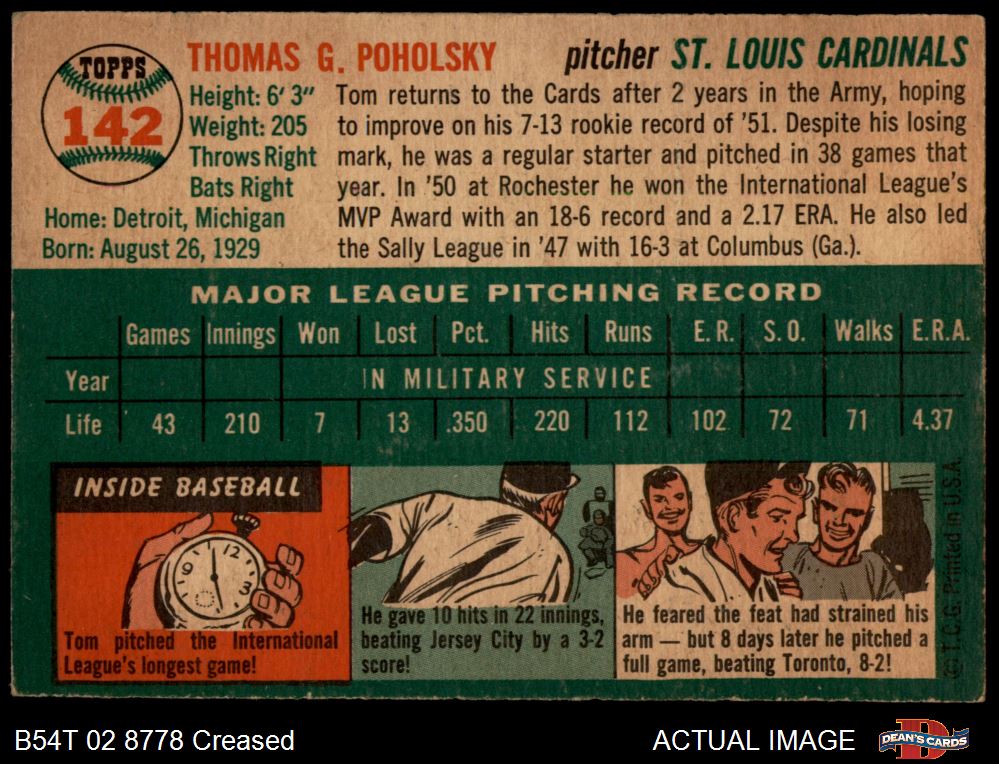 TOPPS
142
THOMAS G. POHOLSKY
pitcher ST. LOUIS CARDINALS
Height: 6' 3"
Weight: 205
Throws Right
Bats Right
Home: Detroit, Michigan
Born: August 26, 1929
Tom returns to the Cards after 2 years in the Army, hoping
to improve on his 7-13 rookie record of '51. Despite his losing
mark, he was a regular starter and pitched in 38 games that
year. In '50 at Rochester he won the International League's
MVP Award with an 18-6 record and a 2.17 ERA. He also led
the Sally League in '47 with 16-3 at Columbus (Ga.).
MAJOR LEAGUE PITCHING RECORD
Games Innings Won Lost Pct. Hits Runs E. R. S. O. Walks E.R.A.
Year IN MILITARY SERVICE
Life 43 210 7 13 .350 220 112 102 72 71 4.37
INSIDE BASEBALL
12
9 3
Tom pitched the International
League's longest game!
He gave 10 hits in 22 innings,
beating Jersey City by a 3-2
score!
He feared the feat had strained his
arm — but 8 days later he pitched a
full game, beating Toronto, 8-2!
© T.C.G. Printed in U.S.A.
B54T 02 8778 Creased
ACTUAL IMAGE
D
DEAN'S CARDS